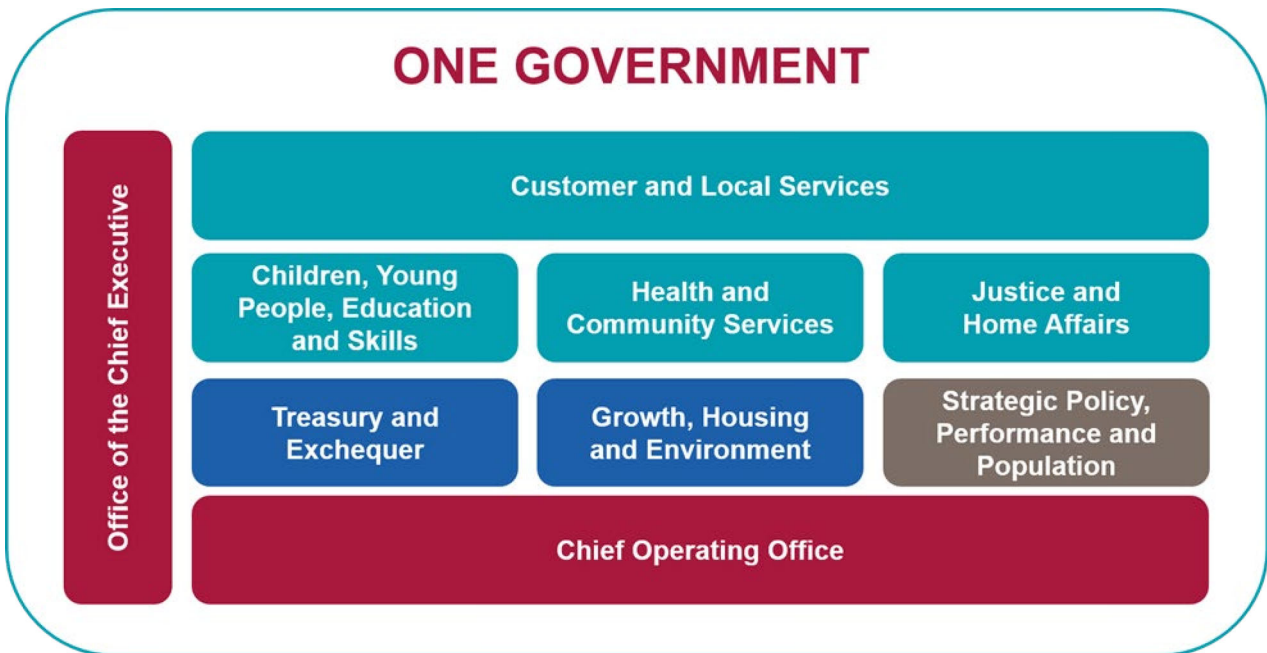 ONE GOVERNMENT
Office of the Chief Executive
Customer and Local Services
Children, Young
People, Education
and Skills
Health and
Community Services
Justice and
Home Affairs
Treasury and
Exchequer
Growth, Housing
and Environment
Strategic Policy,
Performance and
Population
Chief Operating Office